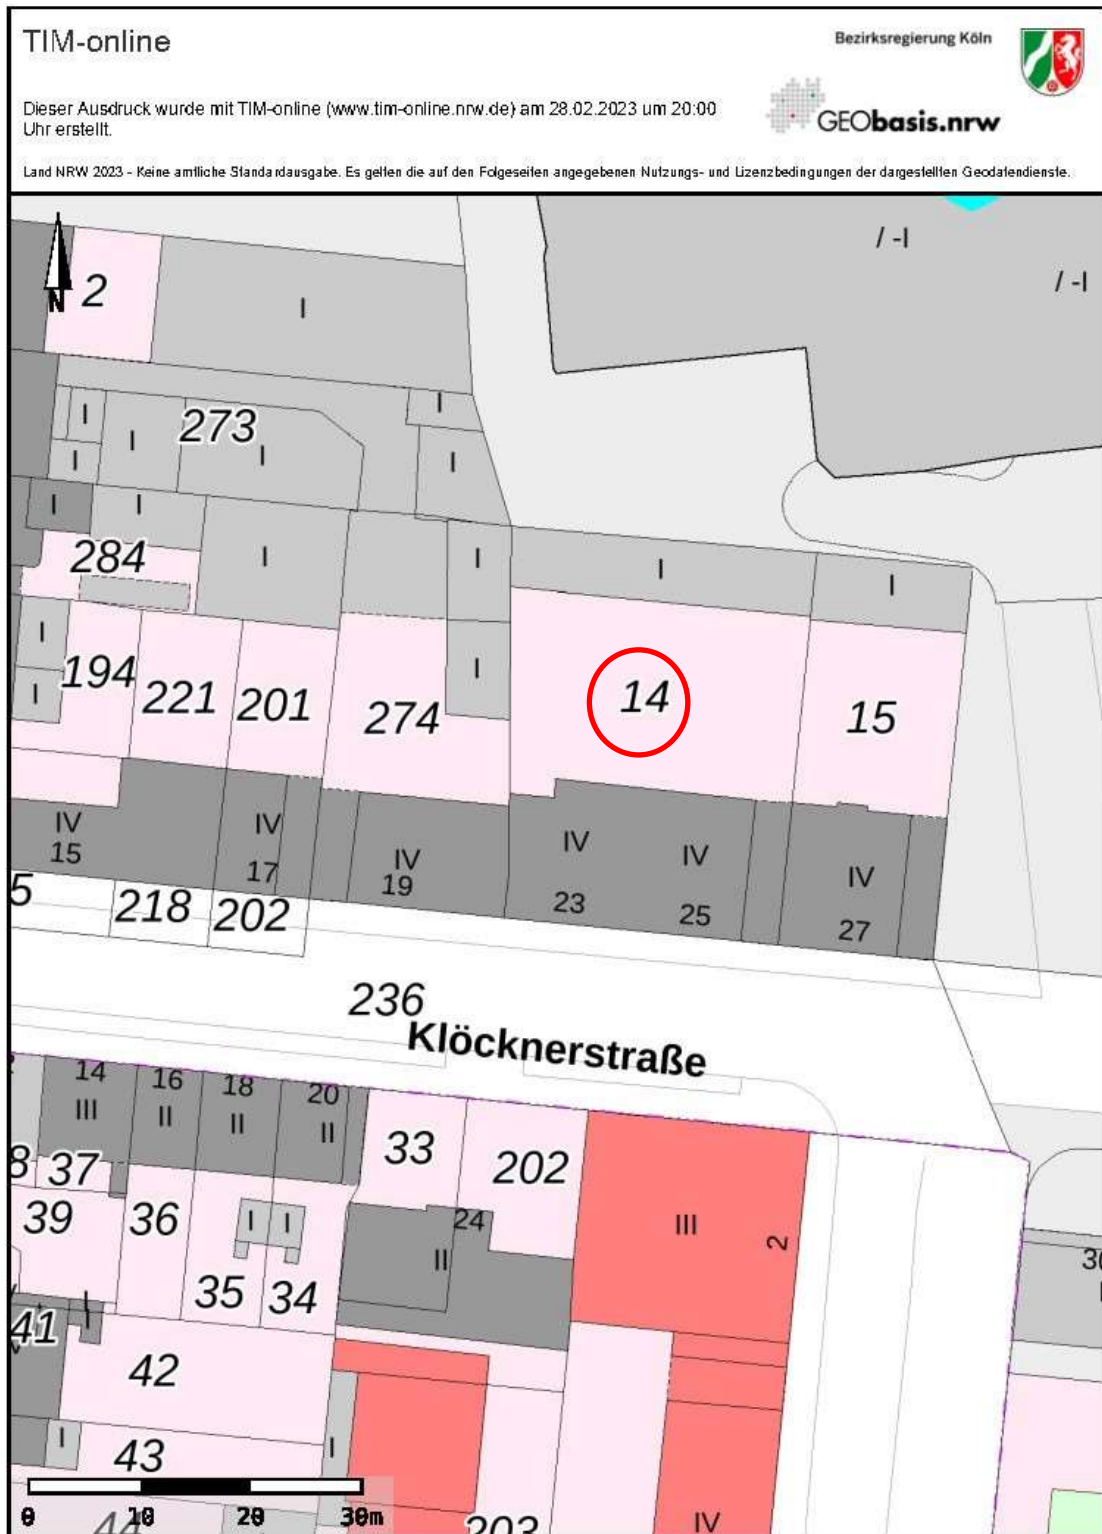 TIM-online
Bezirksregierung Köln
Dieser Ausdruck wurde mit TIM-online (www.tim-online.nrw.de) am 28.02.2023 um 20:00
Uhr erstellt.
GEObasis.nrw
Land NRW 2023 - Keine amtliche Standardausgabe. Es gelten die auf den Folgeseiten angegebenen Nutzungs- und Lizenzbedingungen der dargestellten Geodatendienste.
/ -I
/ -I
N
2
I
I
I
I
273
I
I
I
I
I
I
284
I
I
I
I
I
194
221
201
274
I
I
14
15
IV
15
IV
17
IV
19
IV
23
IV
25
IV
27
5
218
202
236
Klöcknerstraße
14
III
16
II
18
II
20
II
33
202
III
2
8
37
39
36
I
I
24
II
35
34
41
42
I
43
I
IV
44
203
0 10 20 30m